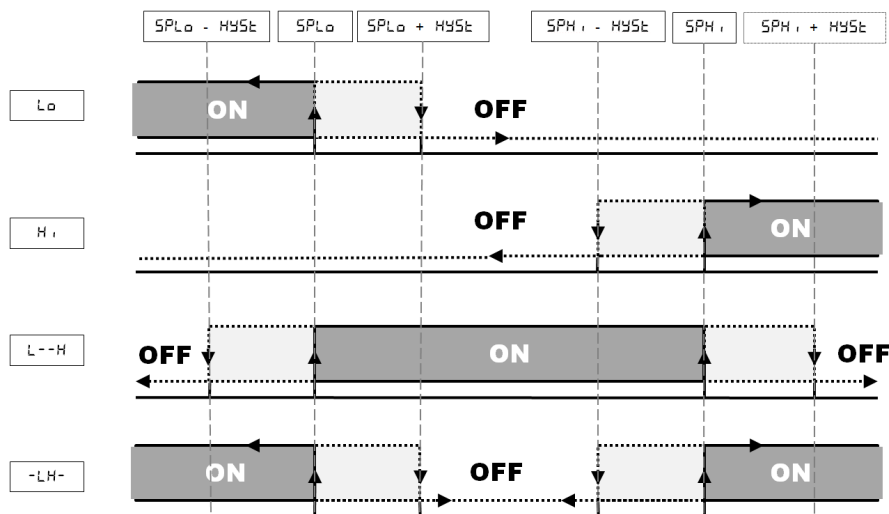 SPLo - HYSt SPLo SPLo + HYSt SPHi - HYSt SPHi SPHi + HYSt
Lo ON OFF
Hi OFF ON
L--H OFF ON OFF
-LH- ON OFF ON